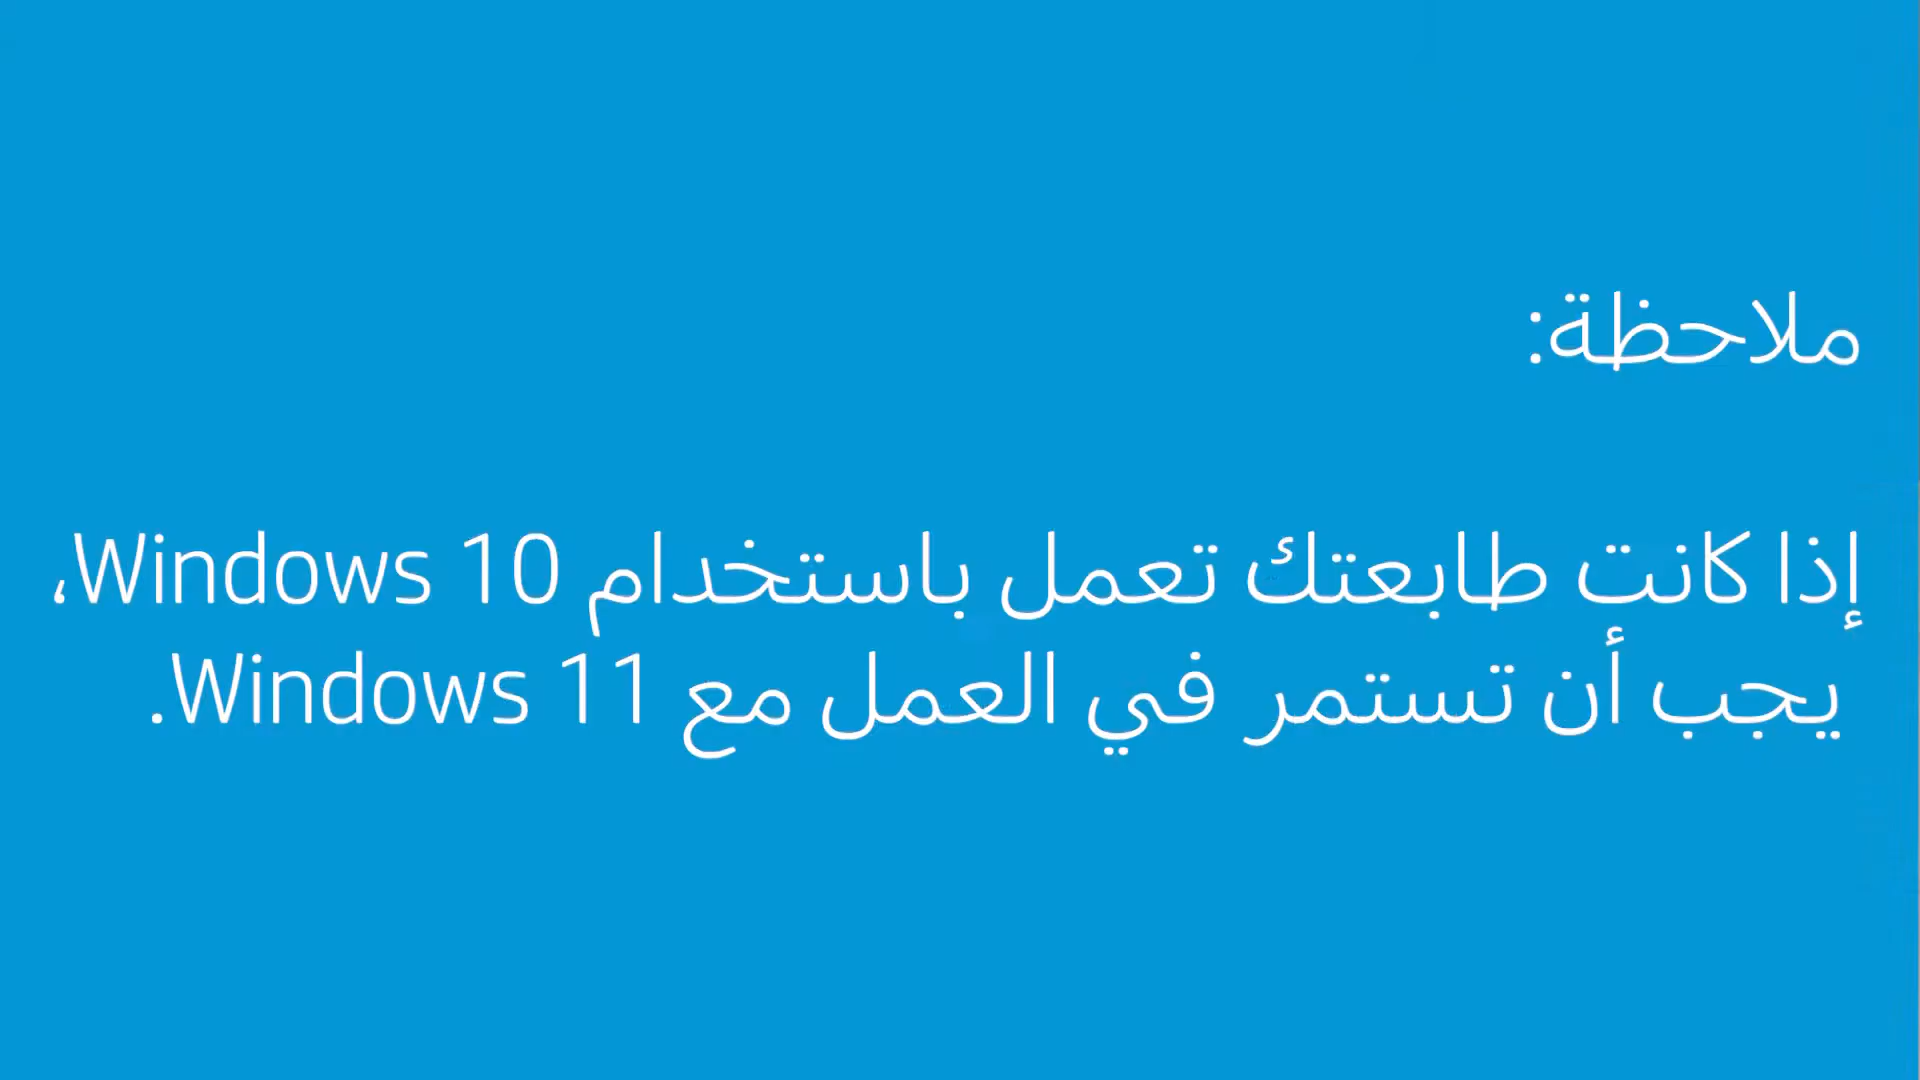 ملاحظة:
إذا كانت طابعتك تعمل باستخدام Windows 10،
يجب أن تستمر في العمل مع Windows 11.